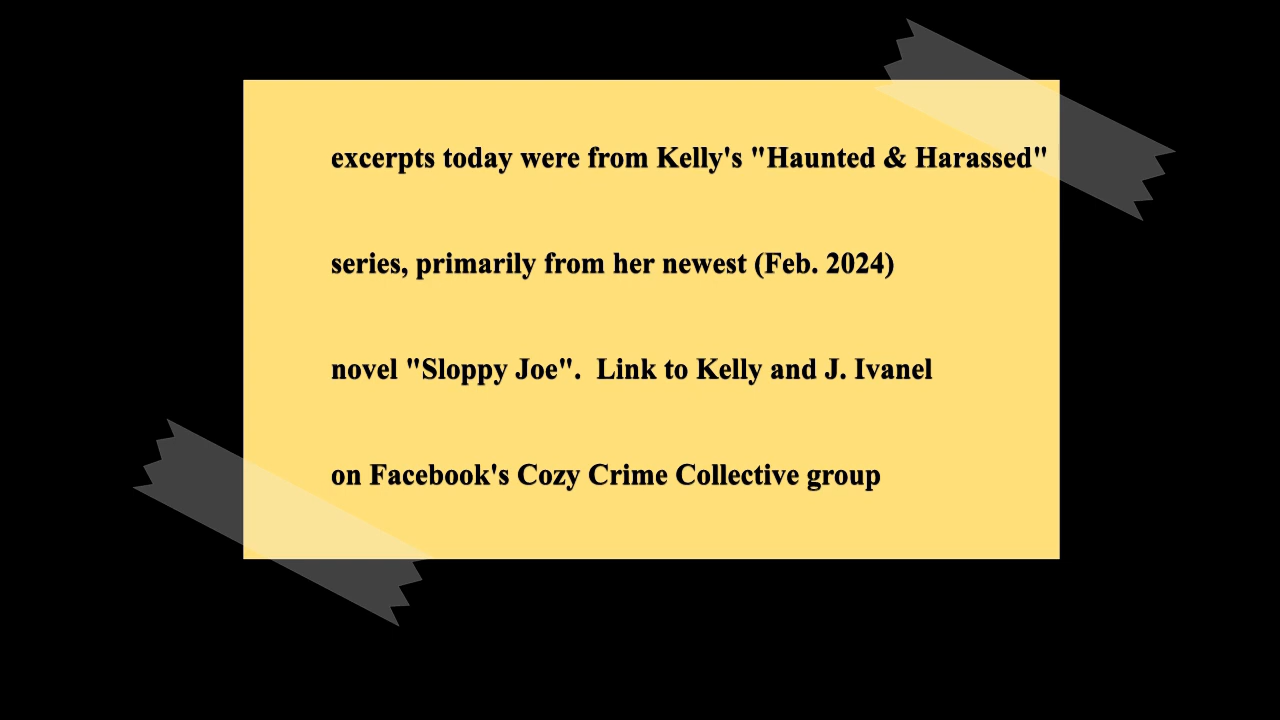 excerpts today were from Kelly's "Haunted & Harassed"
series, primarily from her newest (Feb. 2024)
novel "Sloppy Joe".  Link to Kelly and J. Ivanel
on Facebook's Cozy Crime Collective group